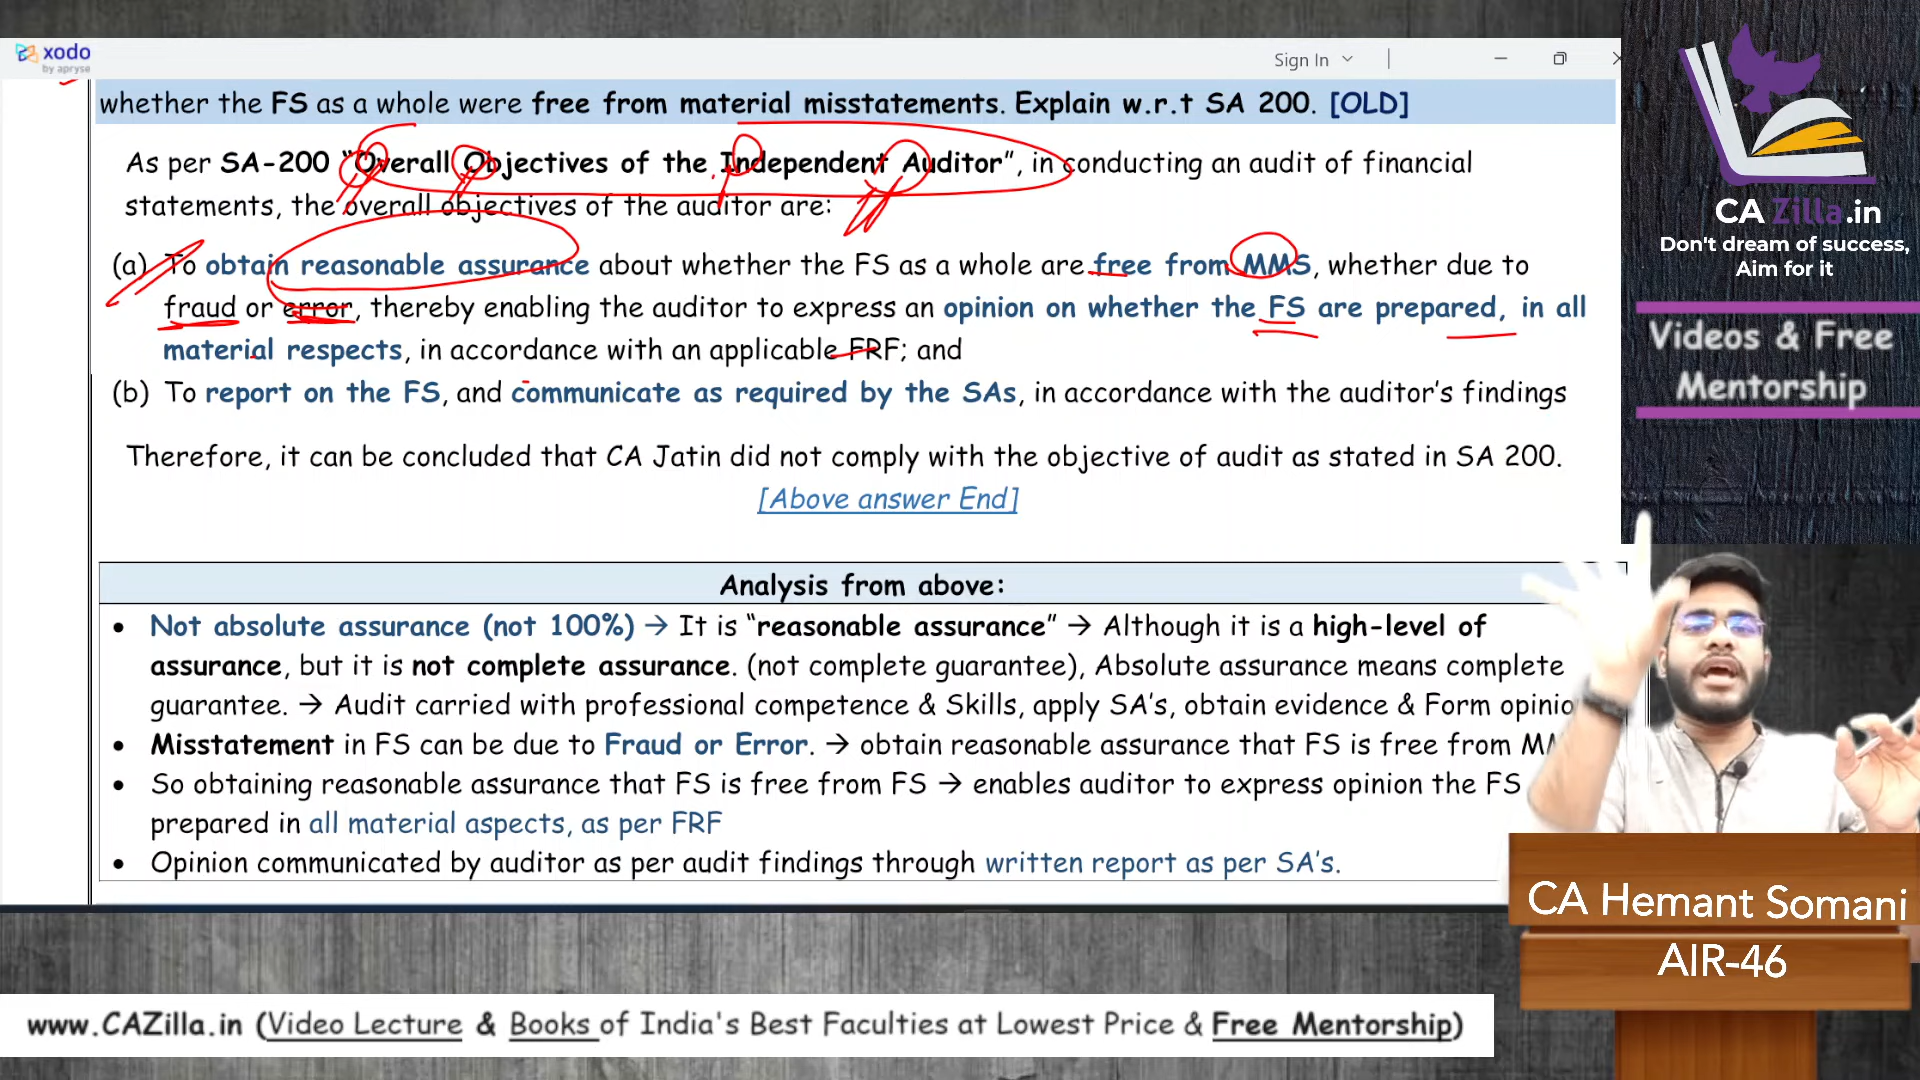 xodo
by apryse
Sign In
whether the FS as a whole were free from material misstatements. Explain w.r.t SA 200. [OLD]
As per SA-200 “Overall Objectives of the Independent Auditor”, in conducting an audit of financial
statements, the overall objectives of the auditor are:
(a) To obtain reasonable assurance about whether the FS as a whole are free from MMS, whether due to
fraud or error, thereby enabling the auditor to express an opinion on whether the FS are prepared, in all
material respects, in accordance with an applicable FRF; and
(b) To report on the FS, and communicate as required by the SAs, in accordance with the auditor’s findings
Therefore, it can be concluded that CA Jatin did not comply with the objective of audit as stated in SA 200.
[Above answer End]
Analysis from above:
• Not absolute assurance (not 100%) → It is “reasonable assurance” → Although it is a high-level of
assurance, but it is not complete assurance. (not complete guarantee), Absolute assurance means complete
guarantee. → Audit carried with professional competence & Skills, apply SA’s, obtain evidence & Form opinio
• Misstatement in FS can be due to Fraud or Error. → obtain reasonable assurance that FS is free from
• So obtaining reasonable assurance that FS is free from FS → enables auditor to express opinion the FS
prepared in all material aspects, as per FRF
• Opinion communicated by auditor as per audit findings through written report as per SA’s.
CA Zilla.in
Don't dream of success,
Aim for it
Videos & Free
Mentorship
CA Hemant Somani
AIR-46
www.CAZilla.in (Video Lecture & Books of India's Best Faculties at Lowest Price & Free Mentorship)